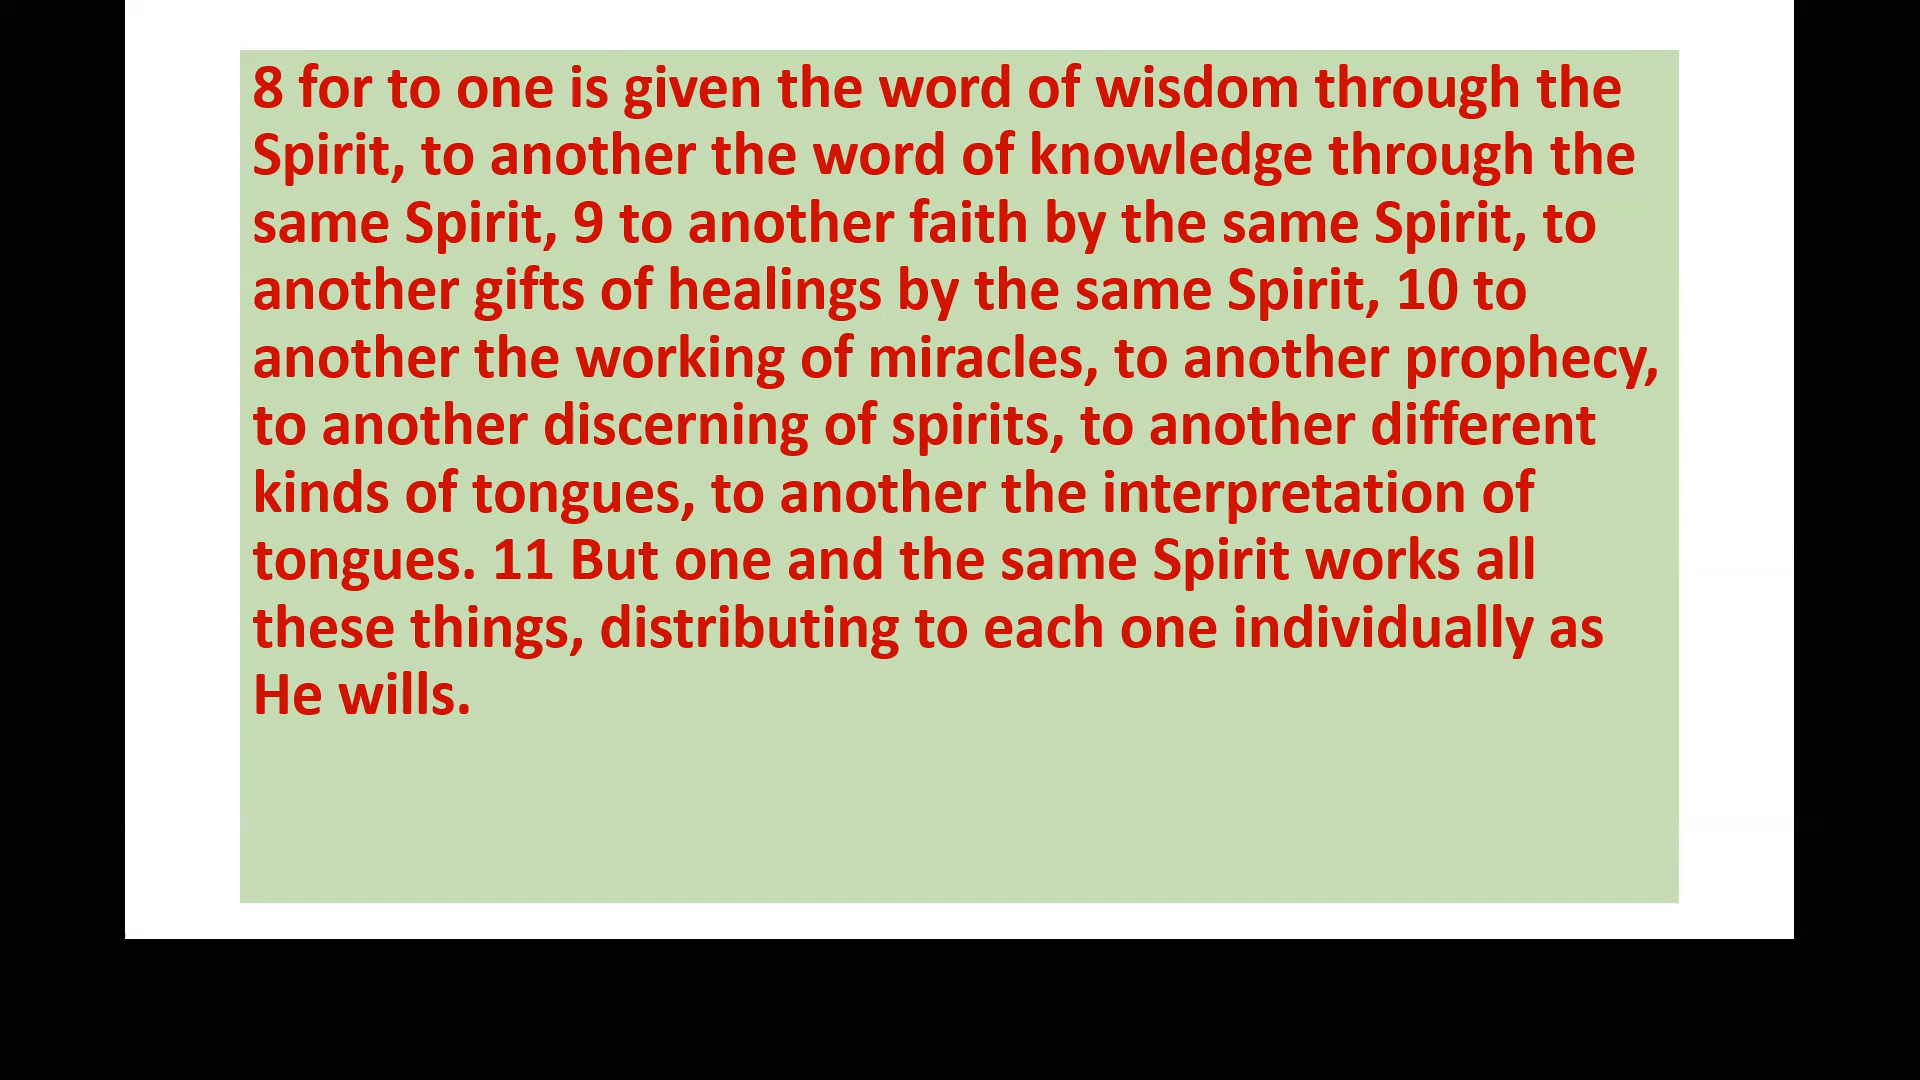 8 for to one is given the word of wisdom through the
Spirit, to another the word of knowledge through the
same Spirit, 9 to another faith by the same Spirit, to
another gifts of healings by the same Spirit, 10 to
another the working of miracles, to another prophecy,
to another discerning of spirits, to another different
kinds of tongues, to another the interpretation of
tongues. 11 But one and the same Spirit works all
these things, distributing to each one individually as
He wills.